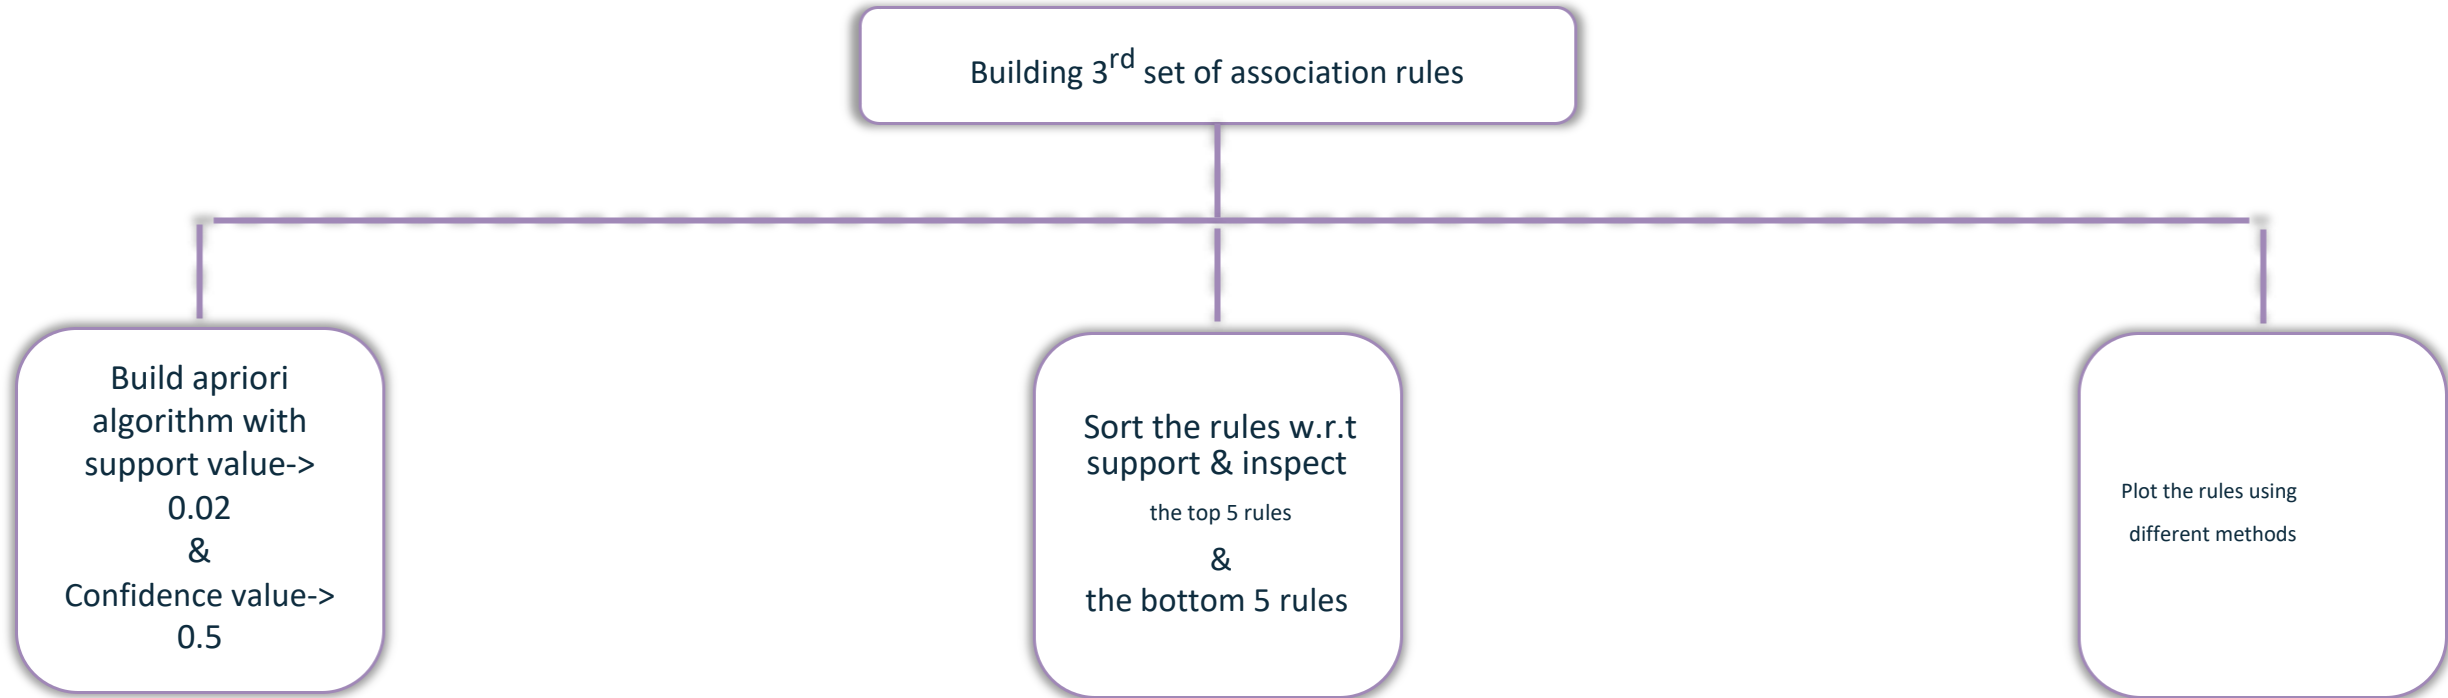 Building 3rd set of association rules
Build apriori
algorithm with
support value->
0.02
&
Confidence value->
0.5
Sort the rules w.r.t
support & inspect
the top 5 rules
&
the bottom 5 rules
Plot the rules using
different methods